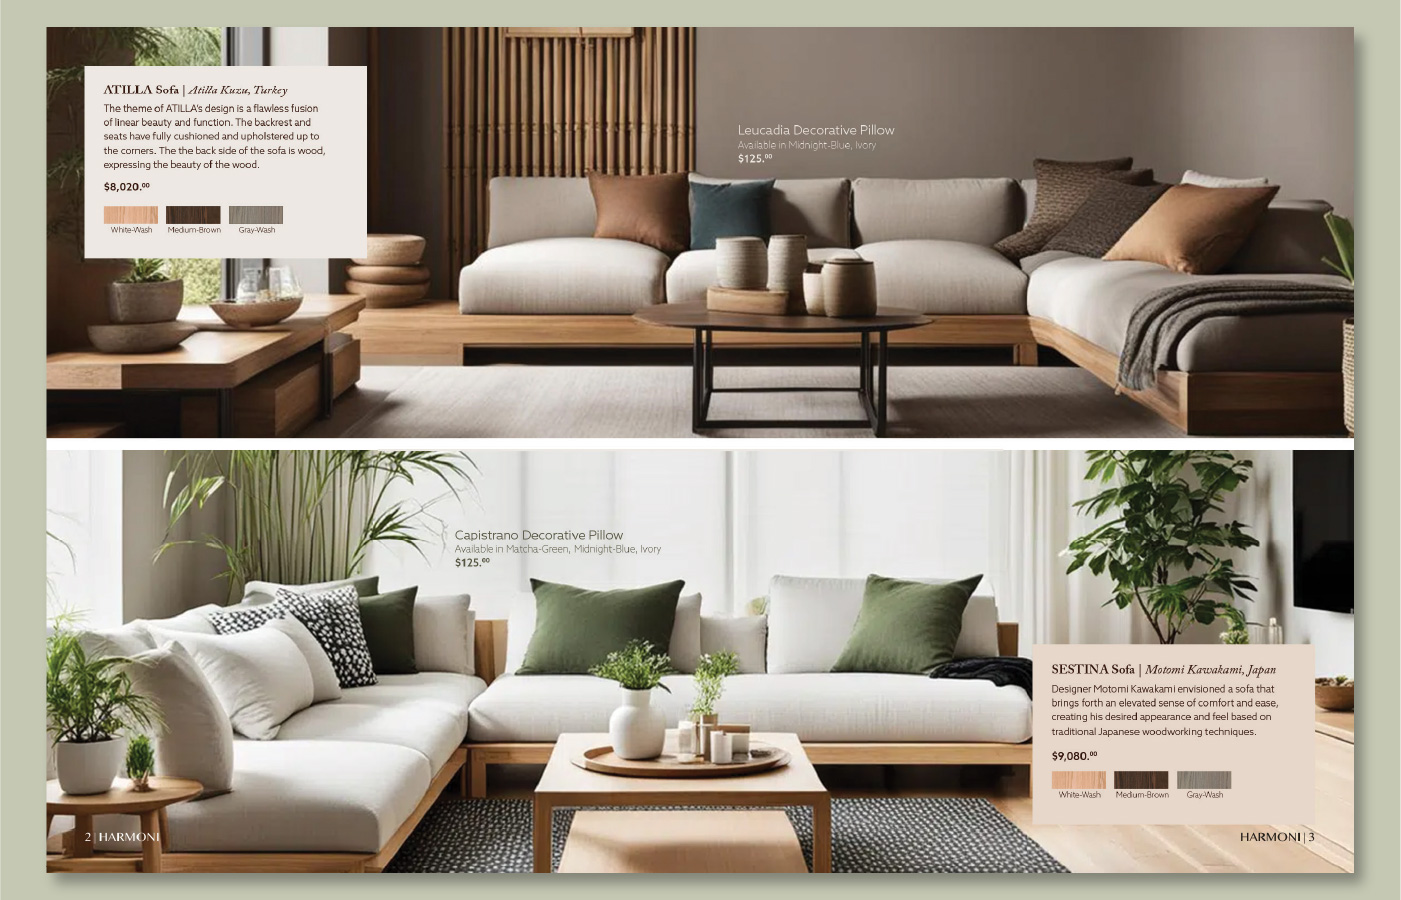 ATILLA Sofa | Atilla Kuzu, Turkey
The theme of ATILLA's design is a flawless fusion
of linear beauty and function. The backrest and
seats have fully cushioned and upholstered up to
the corners. The the back side of the sofa is wood,
expressing the beauty of the wood.
$8,020.00
White-Wash Medium-Brown Gray-Wash
Leucadia Decorative Pillow
Available in Midnight-Blue, Ivory
$125.00
Capistrano Decorative Pillow
Available in Matcha-Green, Midnight-Blue, Ivory
$125.00
SESTINA Sofa | Motomi Kawakami, Japan
Designer Motomi Kawakami envisioned a sofa that
brings forth an elevated sense of comfort and ease,
creating his desired appearance and feel based on
traditional Japanese woodworking techniques.
$9,080.00
White-Wash Medium-Brown Gray-Wash
2 | HARMONI
HARMONI | 3